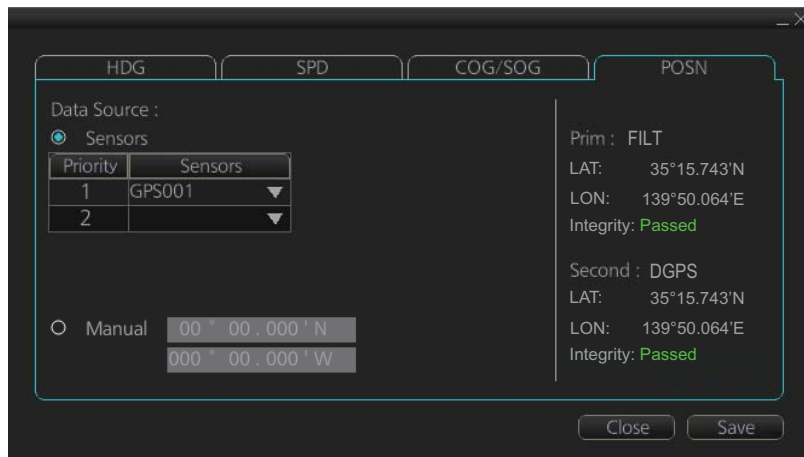 HDG SPD COG/SOG POSN
Data Source :
Sensors
Priority Sensors
1 GPS001
2
Manual 00 ° 00 . 000 ' N
000 ° 00 . 000 ' W
Prim : FILT
LAT: 35°15.743'N
LON: 139°50.064'E
Integrity: Passed
Second : DGPS
LAT: 35°15.743'N
LON: 139°50.064'E
Integrity: Passed
Close Save